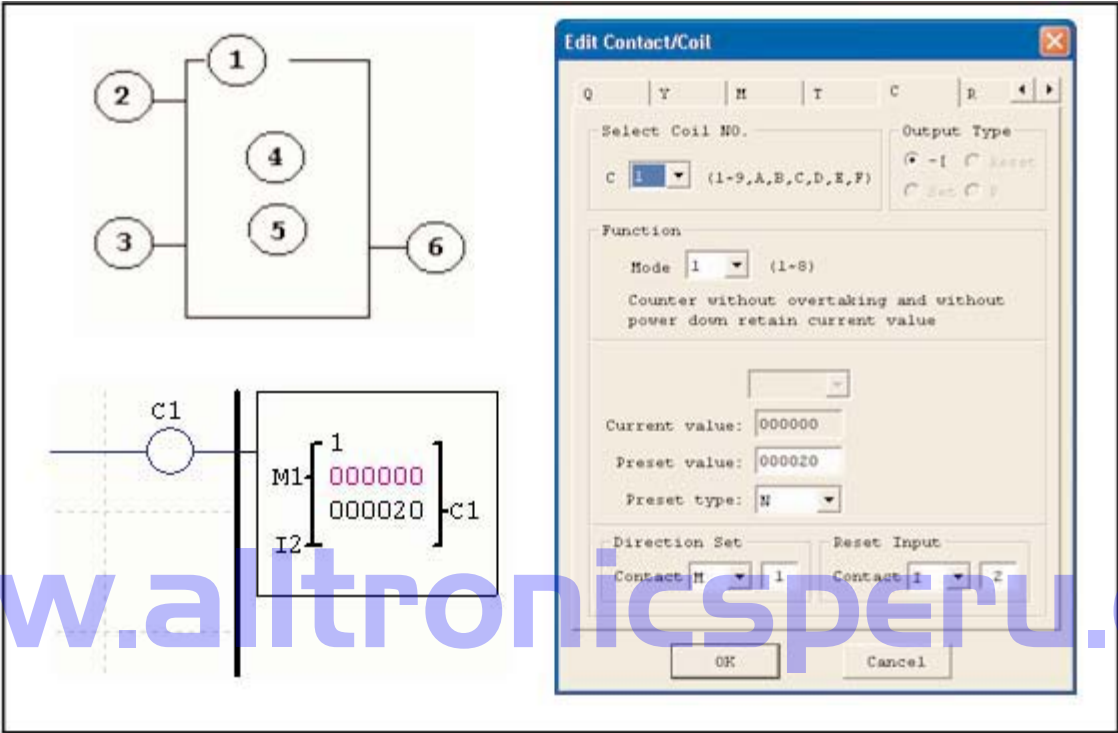 1
2
4
5
3
6
C1
1
M1
000000
000020
C1
I2
Edit Contact/Coil
Q Y M T C R
Select Coil NO.
C 1 (1~9,A,B,C,D,E,F)
Output Type
-[ Reset
Set P
Function
Mode 1 (1~8)
Counter without overtaking and without
power down retain current value
Current value: 000000
Preset value: 000020
Preset type: N
Direction Set
Contact M 1
Reset Input
Contact I 2
OK Cancel
w.alltronicsperu.